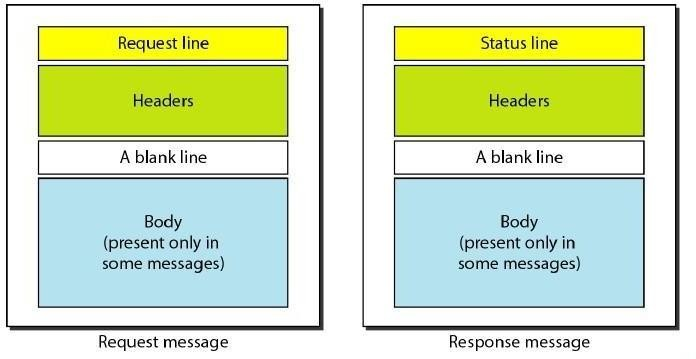 Request line
Headers
A blank line
Body
(present only in
some messages)
Request message
Status line
Headers
A blank line
Body
(present only in
some messages)
Response message